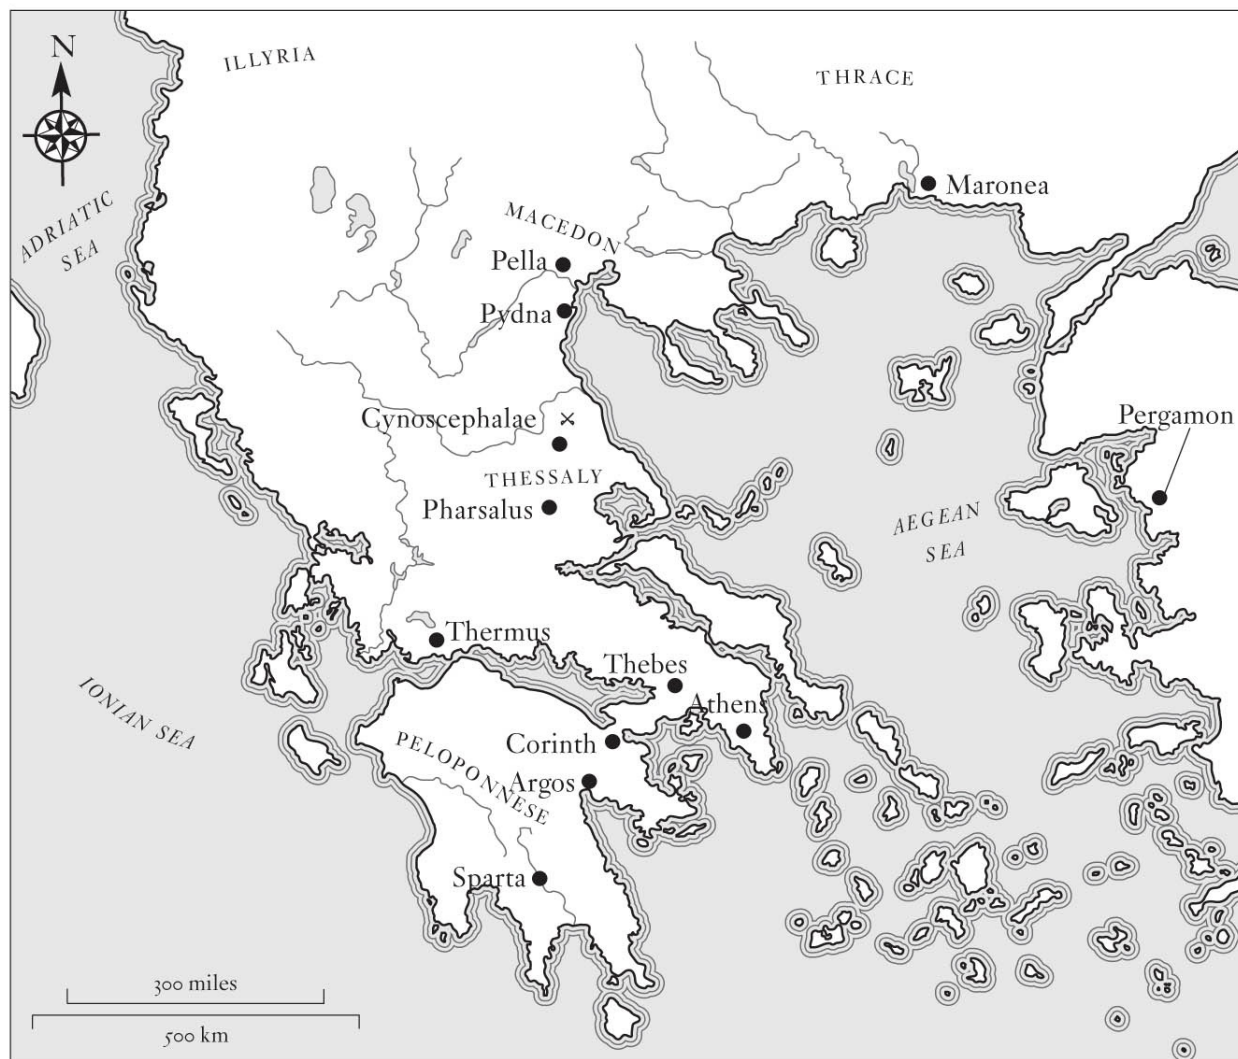 N
ILLYRIA
THRACE
Maronea
ADRIATIC
SEA
MACEDON
Pella
Pydna
Cynoscephalae
Pergamon
THESSALY
Pharsalus
AEGEAN
SEA
Thermus
Thebes
Athens
IONIAN SEA
Corinth
PELOPONNESE
Argos
Sparta
300 miles
500 km